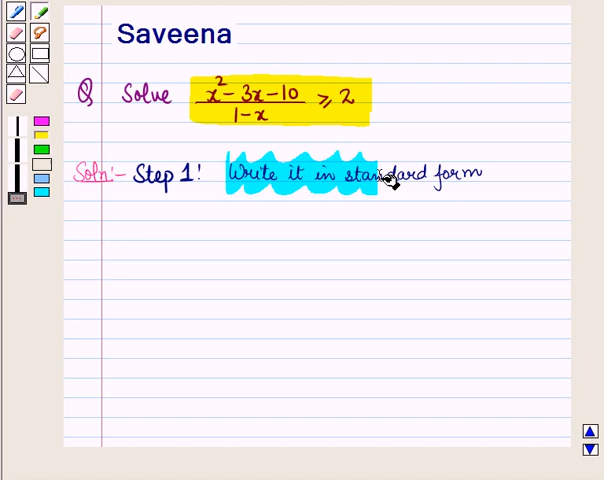 Saveena
Q Solve (x² - 3x - 10)/(1 - x) ≥ 2
Soln:- Step 1! Write it in standard form